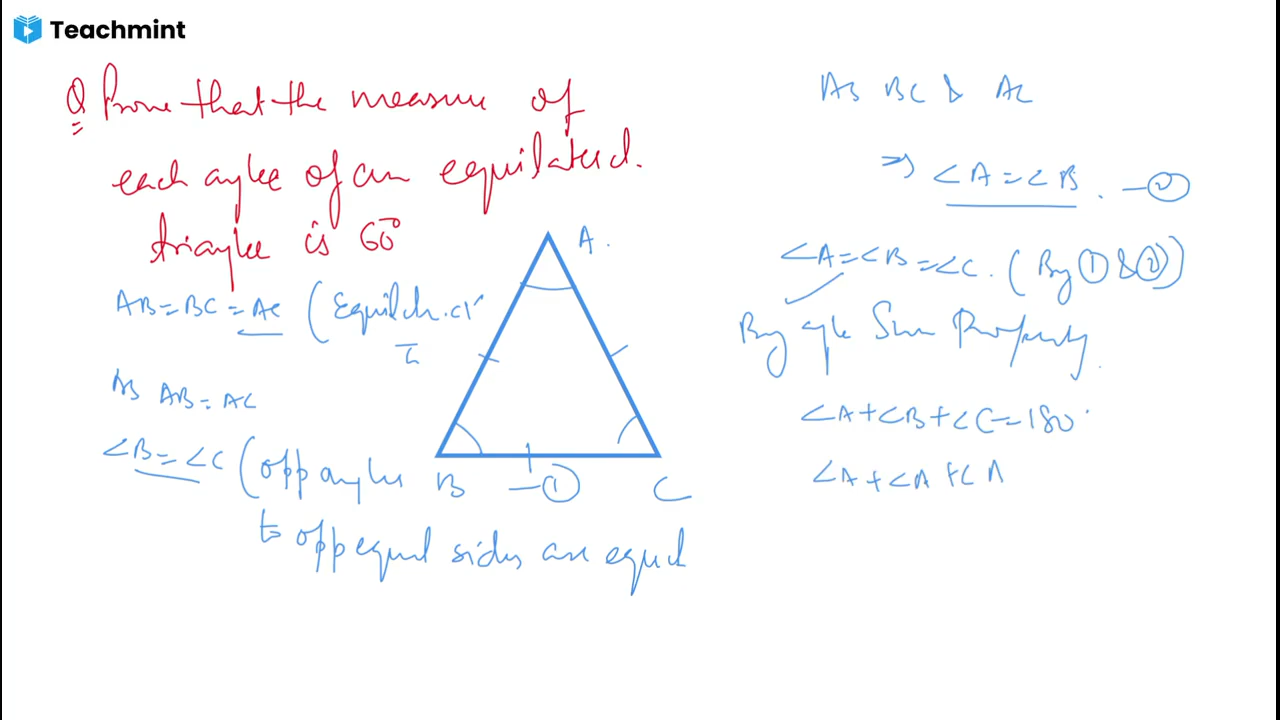 Teachmint
Q Prove that the measure of
each angle of an equilateral.
triangle is 60°
AB = BC = AC (Equil
As AB = AC
∠B = ∠C (opp angles
— ①
to opp equal sides are equal
A.
B
C
As BC & AC
⇒ ∠A = ∠B. — ②
∠A = ∠B = ∠C. (By ① & ②)
By angle Sum Property.
∠A + ∠B + ∠C = 180°
∠A + ∠A + ∠A